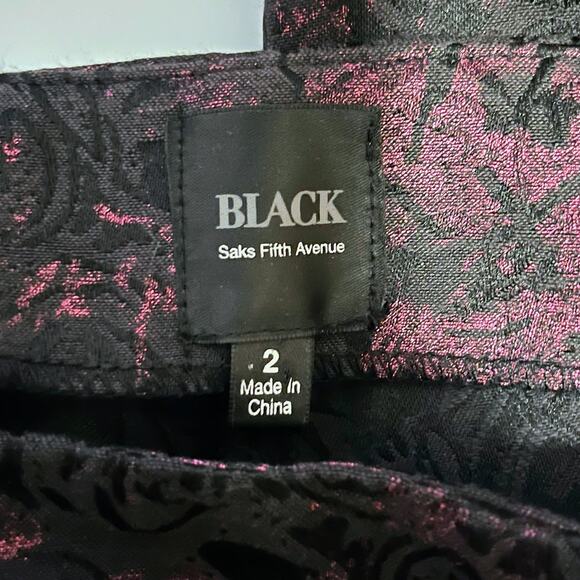 BLACK
Saks Fifth Avenue
2
Made In
China